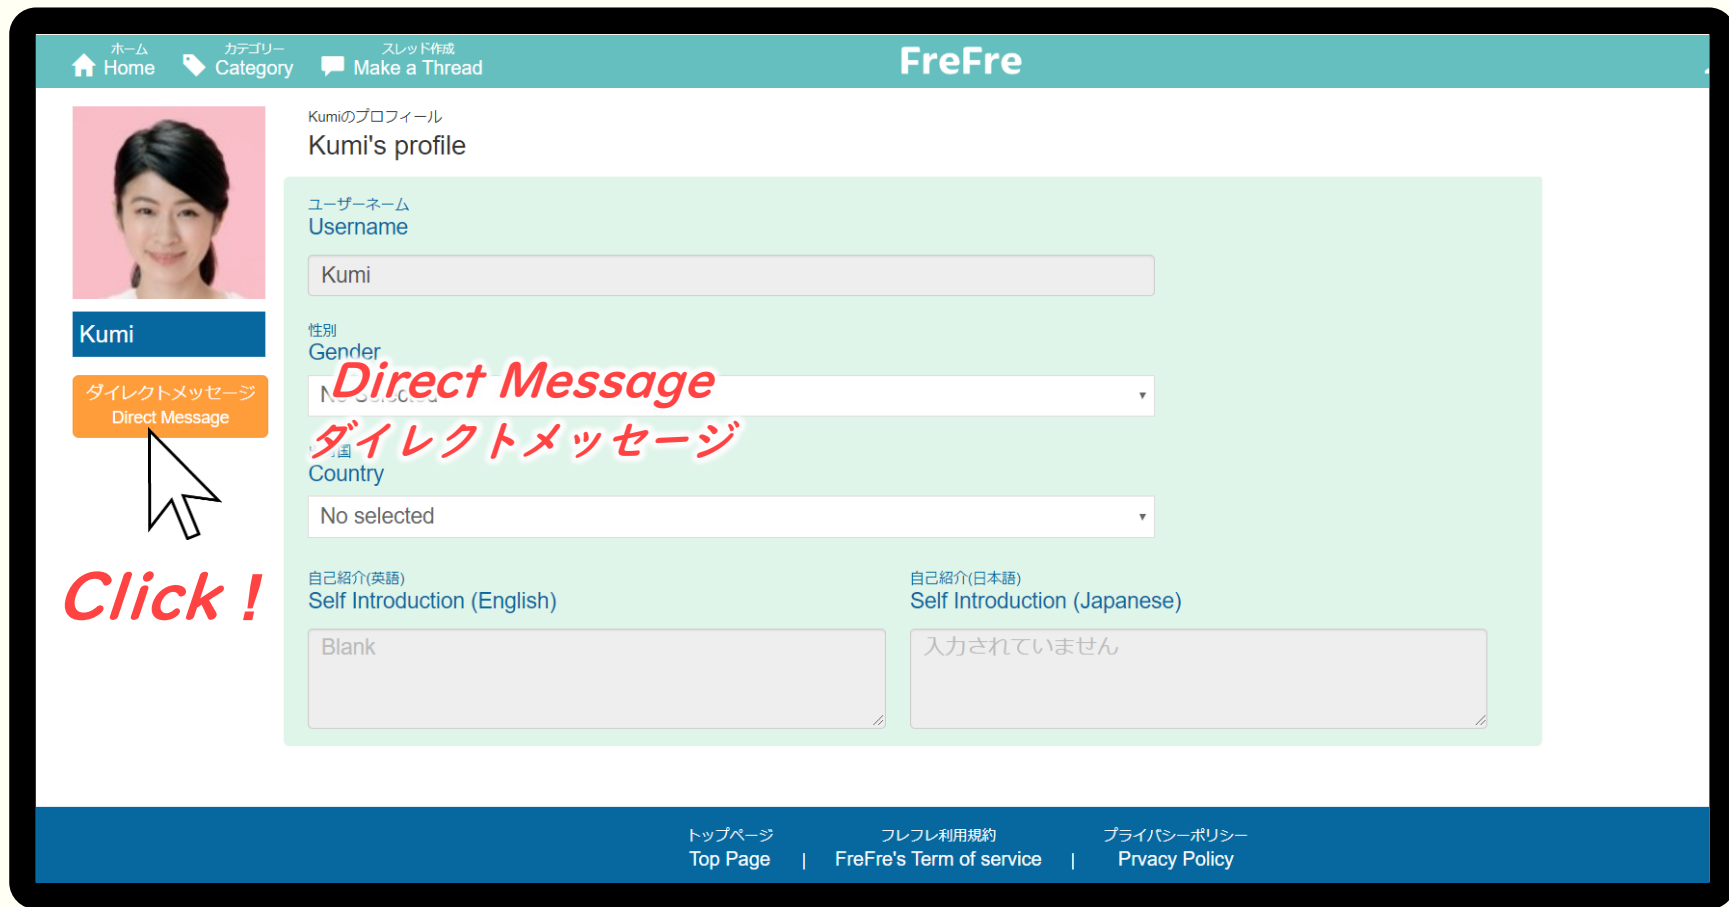 ホーム
Home
カテゴリー
Category
スレッド作成
Make a Thread
FreFre
Kumiのプロフィール
Kumi's profile
Kumi
ダイレクトメッセージ
Direct Message
Click !
ユーザーネーム
Username
Kumi
性別
Gender
Direct Message
ダイレクトメッセージ
国
Country
No selected
自己紹介(英語)
Self Introduction (English)
Blank
自己紹介(日本語)
Self Introduction (Japanese)
入力されていません
トップページ
Top Page
|
フレフレ利用規約
FreFre's Term of service
|
プライバシーポリシー
Prvacy Policy